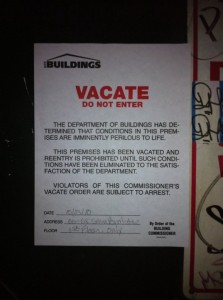 BUILDINGS
VACATE
DO NOT ENTER
THE DEPARTMENT OF BUILDINGS HAS DE-
TERMINED THAT CONDITIONS IN THIS PREM-
ISES ARE IMMINENTLY PERILOUS TO LIFE.
THIS PREMISES HAS BEEN VACATED AND
REENTRY IS PROHIBITED UNTIL SUCH CONDI-
TIONS HAVE BEEN ELIMINATED TO THE SATIS-
FACTION OF THE DEPARTMENT.
VIOLATORS OF THIS COMMISSIONER'S
VACATE ORDER ARE SUBJECT TO ARREST.
DATE
ADDRESS
FLOOR
By Order of the
BUILDING
COMMISSIONER